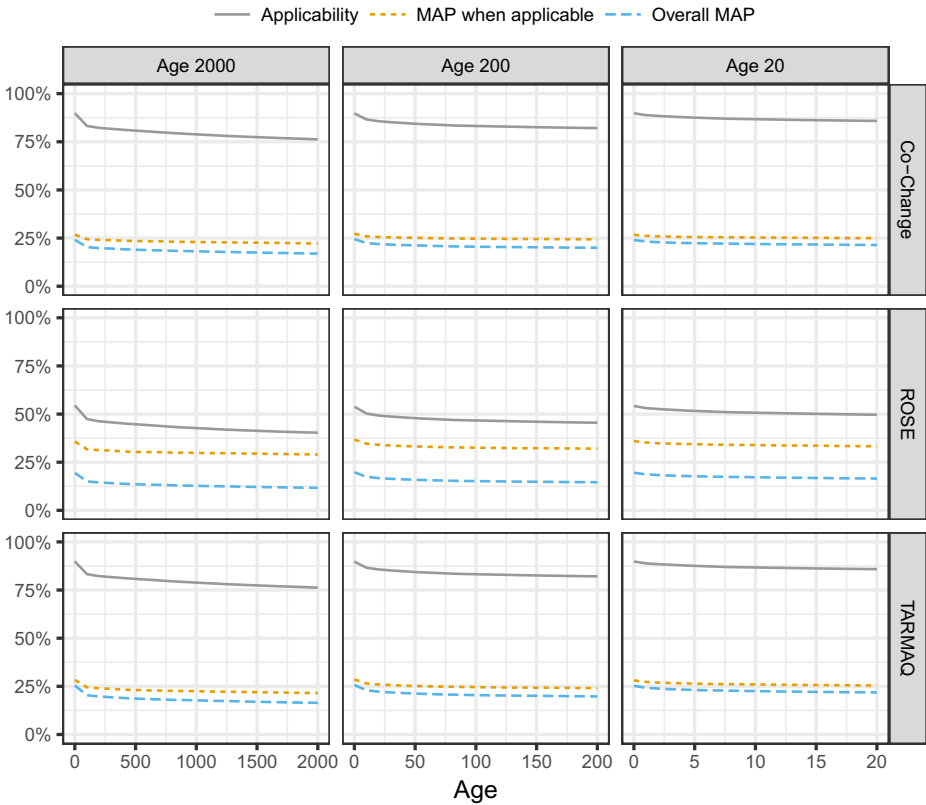 Applicability MAP when applicable Overall MAP
Age 2000 Age 200 Age 20
100%
75%
50%
25%
0%
Co−Change
100%
75%
50%
25%
0%
ROSE
100%
75%
50%
25%
0%
TARMAQ
0 500 1000 1500 2000 0 50 100 150 200 0 5 10 15 20
Age